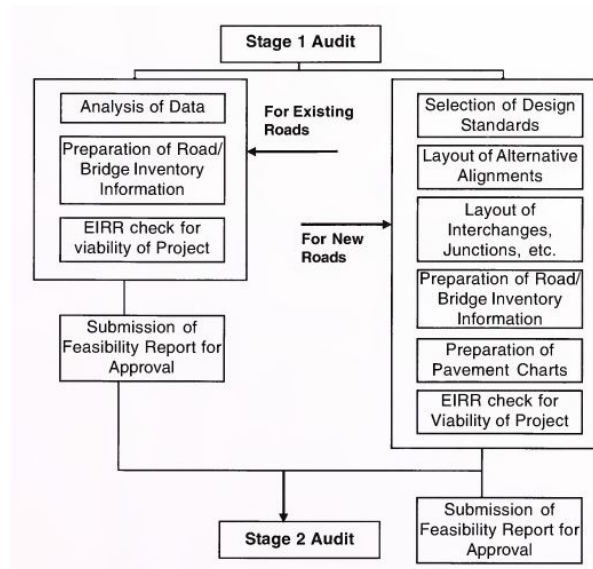 Stage 1 Audit
Analysis of Data
Preparation of Road/
Bridge Inventory
Information
EIRR check for
viability of Project
Submission of
Feasibility Report for
Approval
For Existing
Roads
For New
Roads
Selection of Design
Standards
Layout of Alternative
Alignments
Layout of
Interchanges,
Junctions, etc.
Preparation of Road/
Bridge Inventory
Information
Preparation of
Pavement Charts
EIRR check for
Viability of Project
Submission of
Feasibility Report for
Approval
Stage 2 Audit